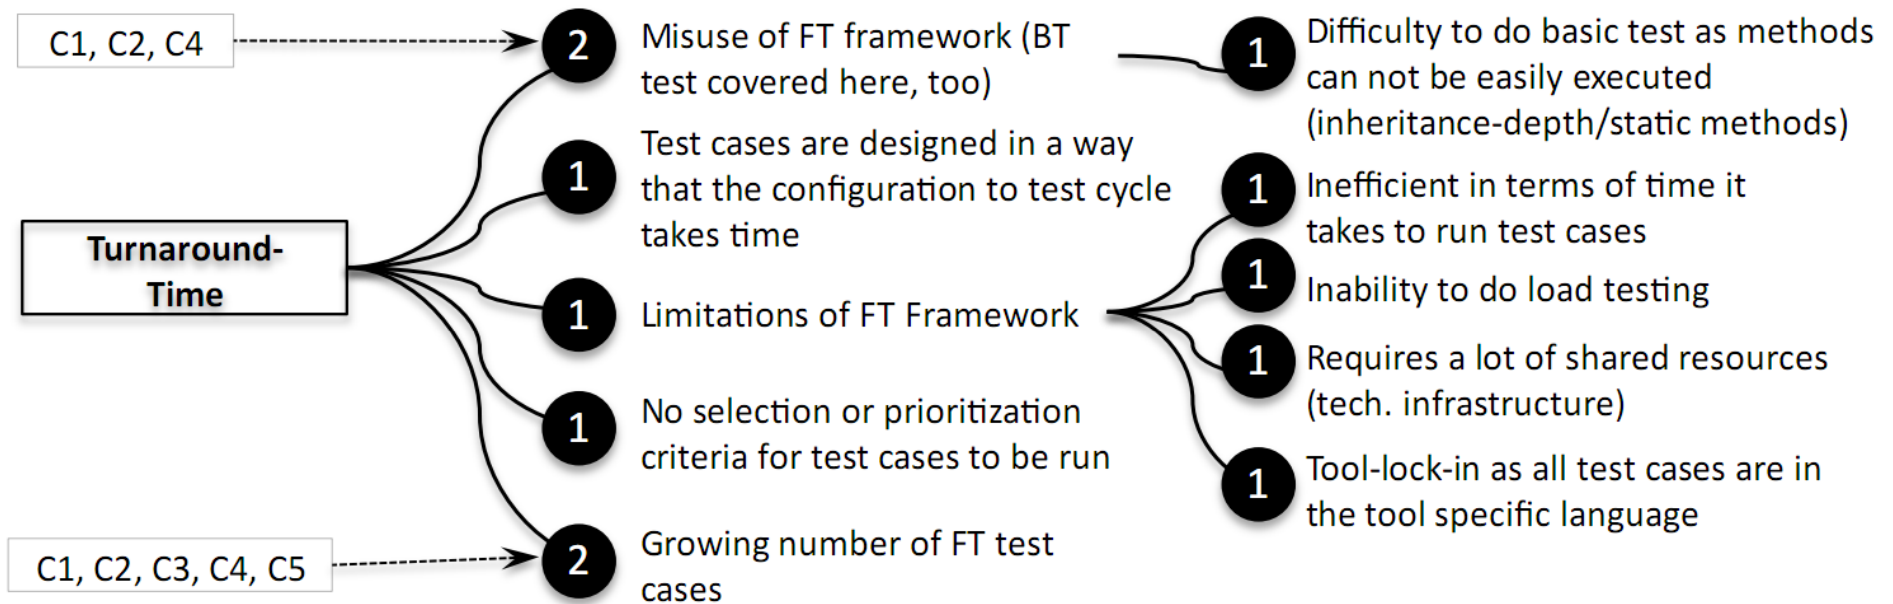 C1, C2, C4
2
Misuse of FT framework (BT
test covered here, too)
1
Difficulty to do basic test as methods
can not be easily executed
(inheritance-depth/static methods)
1
Test cases are designed in a way
that the configuration to test cycle
takes time
Turnaround-
Time
1
Limitations of FT Framework
1
Inefficient in terms of time it
takes to run test cases
1
Inability to do load testing
1
Requires a lot of shared resources
(tech. infrastructure)
1
Tool-lock-in as all test cases are in
the tool specific language
1
No selection or prioritization
criteria for test cases to be run
C1, C2, C3, C4, C5
2
Growing number of FT test
cases